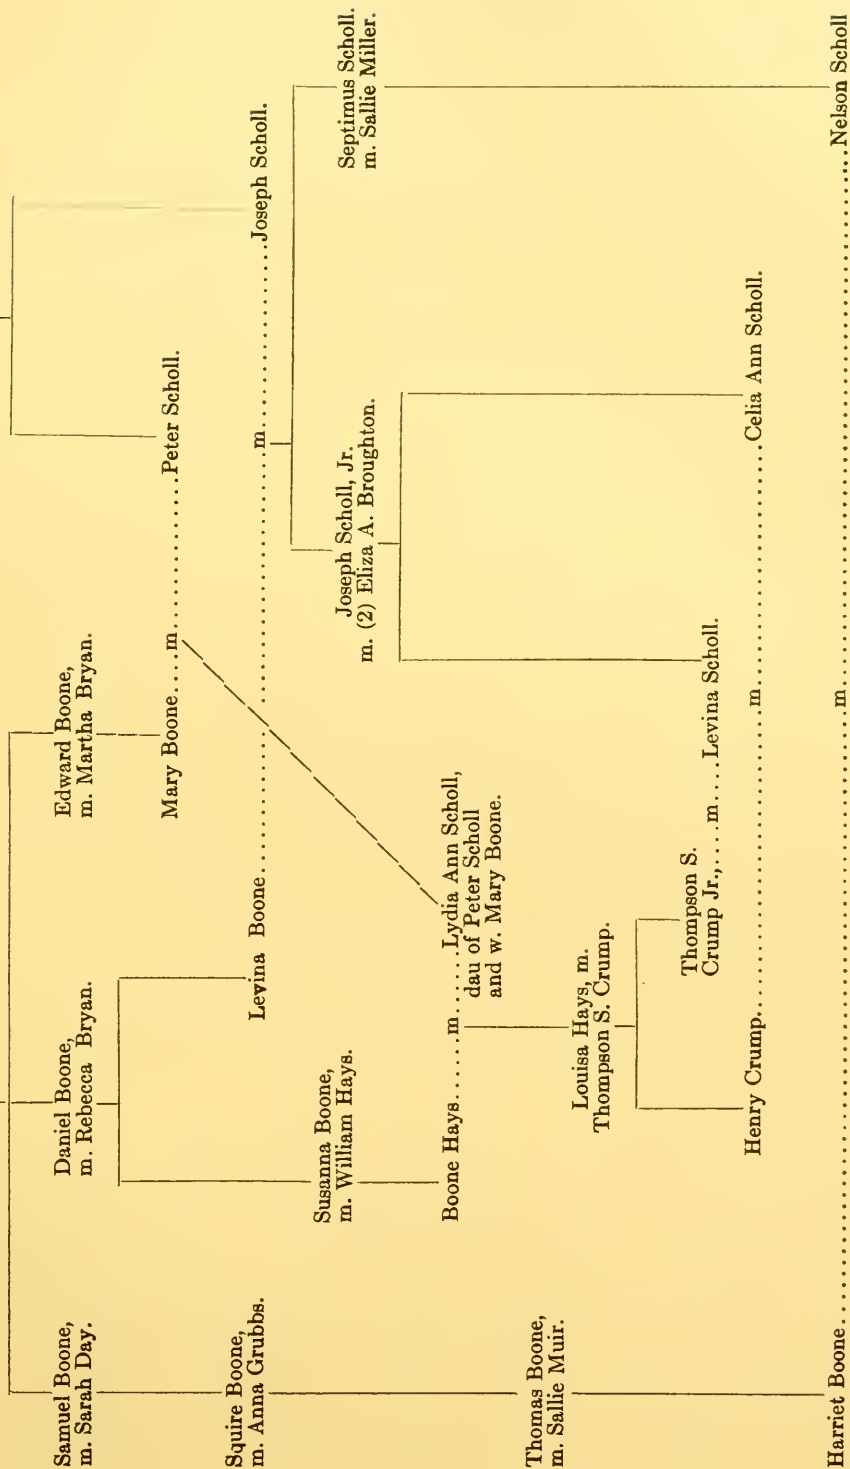 Samuel Boone,
m. Sarah Day.
Daniel Boone,
m. Rebecca Bryan.
Edward Boone,
m. Martha Bryan.
Mary Boone....m...............Peter Scholl.
Squire Boone,
m. Anna Grubbs.
Levina Boone........................................m....................Joseph Scholl.
Susanna Boone,
m. William Hays.
Joseph Scholl, Jr.
m. (2) Eliza A. Broughton.
Septimus Scholl.
m. Sallie Miller.
Boone Hays......m......Lydia Ann Scholl,
dau of Peter Scholl
and w. Mary Boone.
Thomas Boone,
m. Sallie Muir.
Louisa Hays, m.
Thompson S. Crump.
Thompson S.
Crump Jr.,....m....Levina Scholl.
Henry Crump................................m........................Celia Ann Scholl.
Harriet Boone................................................................m................................................................Nelson Scholl